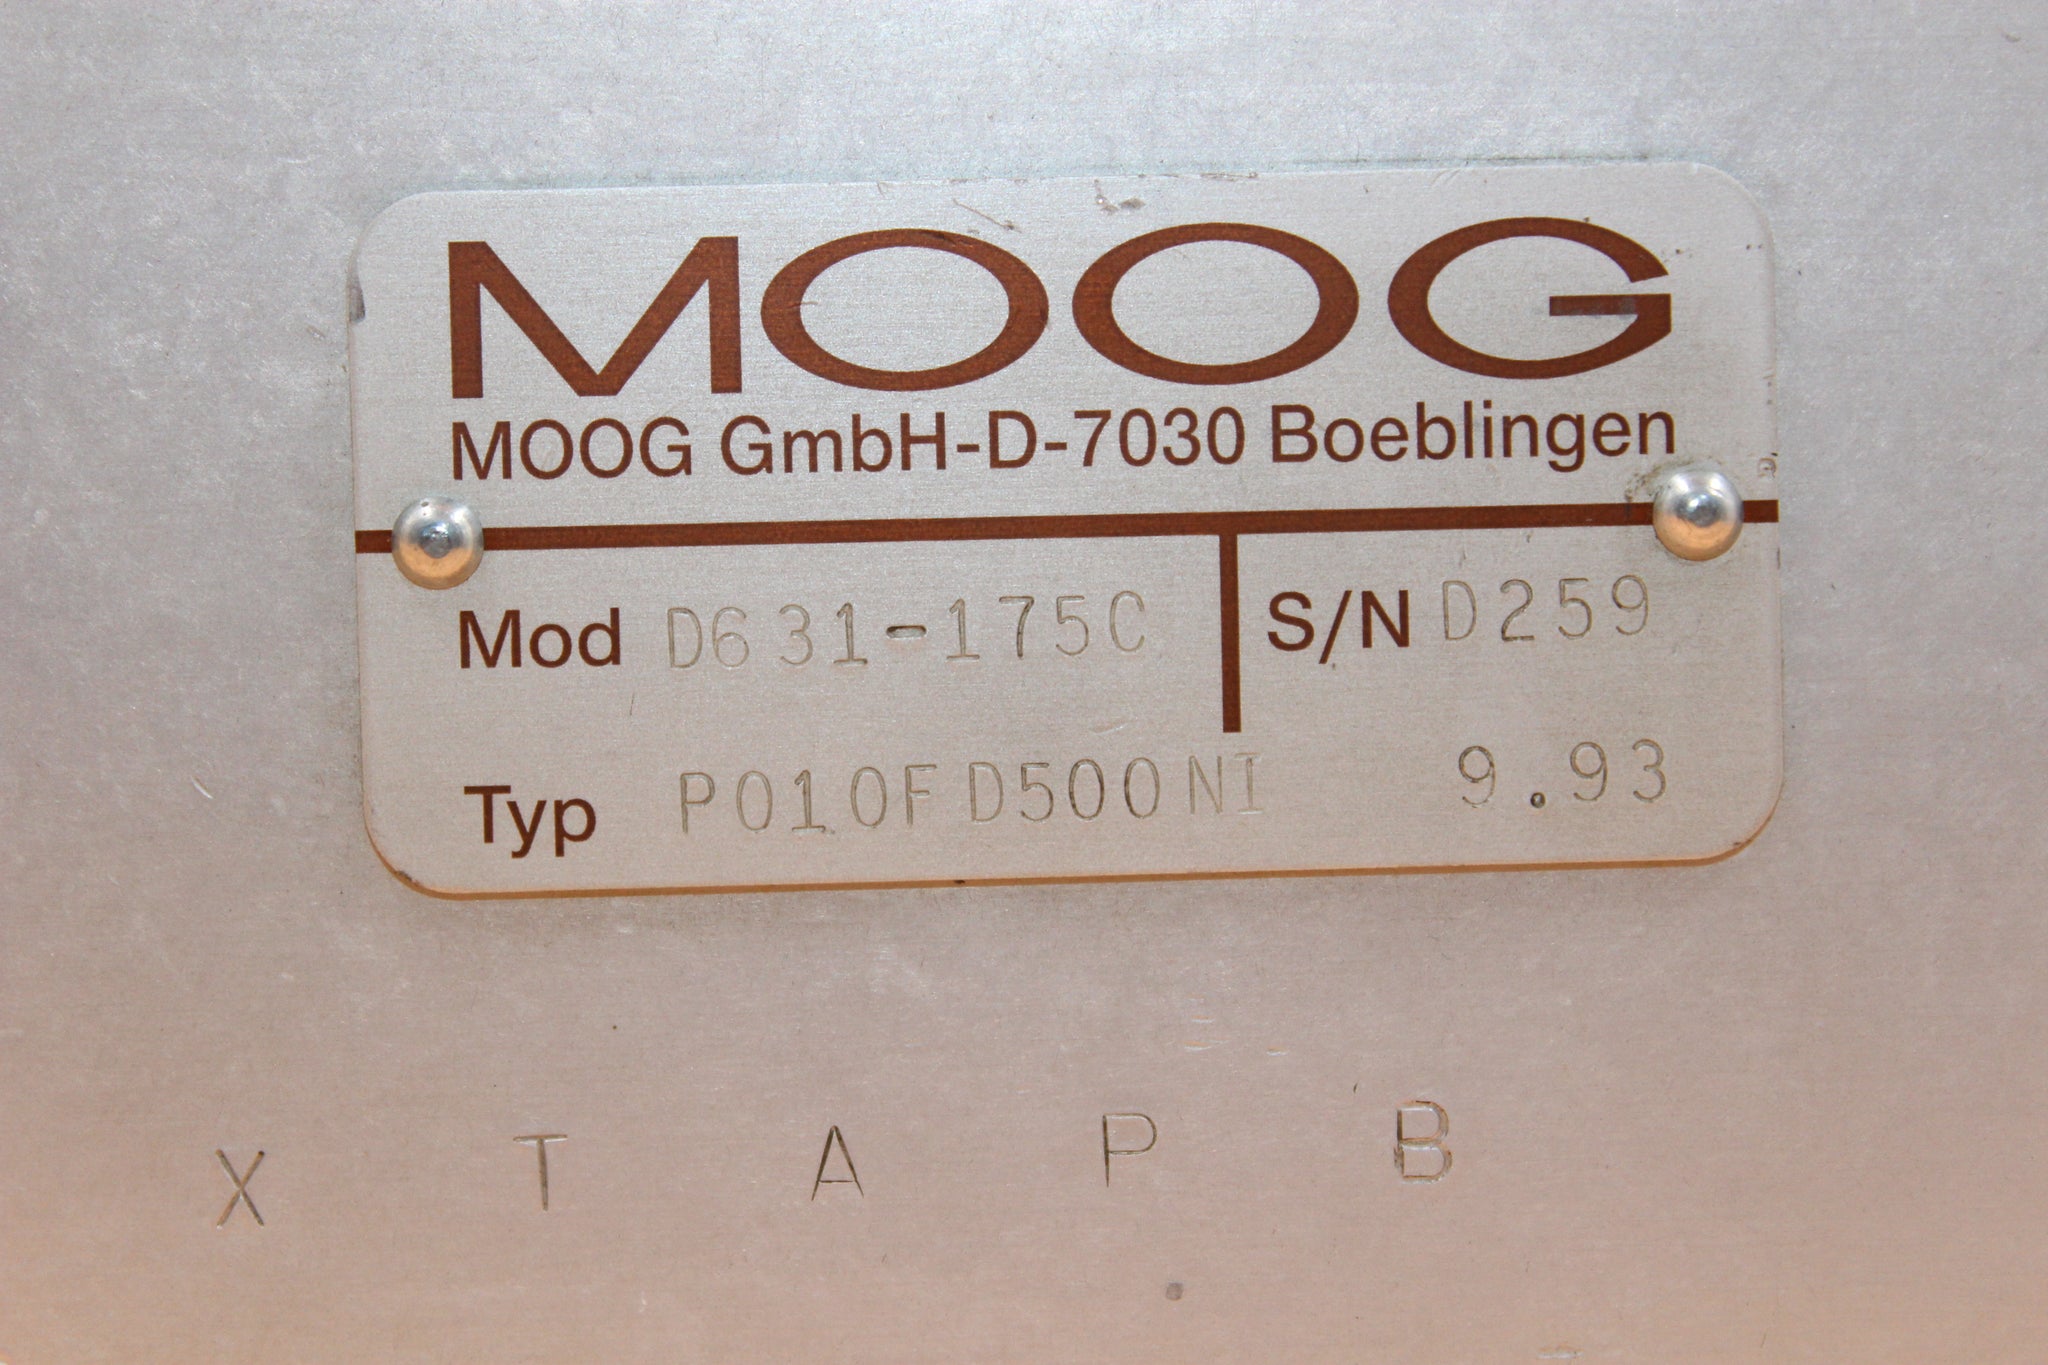 MOOG
MOOG GmbH-D-7030 Boeblingen
Mod D631-175C S/N D259
Typ P010FD500NI 9.93
X T A P B